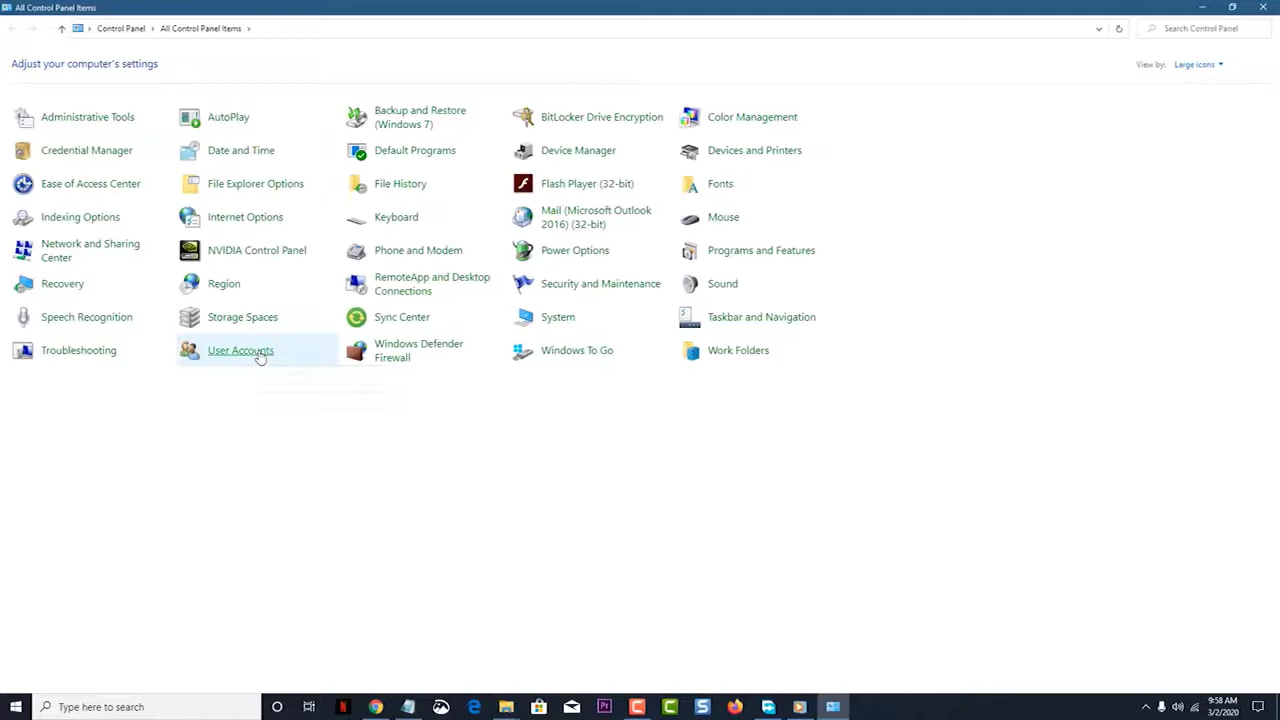 All Control Panel Items
Control Panel
All Control Panel Items
Search Control Panel
Adjust your computer's settings
View by: Large icons
Administrative Tools
AutoPlay
Backup and Restore
(Windows 7)
BitLocker Drive Encryption
Color Management
Credential Manager
Date and Time
Default Programs
Device Manager
Devices and Printers
Ease of Access Center
File Explorer Options
File History
Flash Player (32-bit)
Fonts
Indexing Options
Internet Options
Keyboard
Mail (Microsoft Outlook
2016) (32-bit)
Mouse
Network and Sharing
Center
NVIDIA Control Panel
Phone and Modem
Power Options
Programs and Features
Recovery
Region
RemoteApp and Desktop
Connections
Security and Maintenance
Sound
Speech Recognition
Storage Spaces
Sync Center
System
Taskbar and Navigation
Troubleshooting
User Accounts
Windows Defender
Firewall
Windows To Go
Work Folders
Type here to search
Pr
9:58 AM
3/2/2020